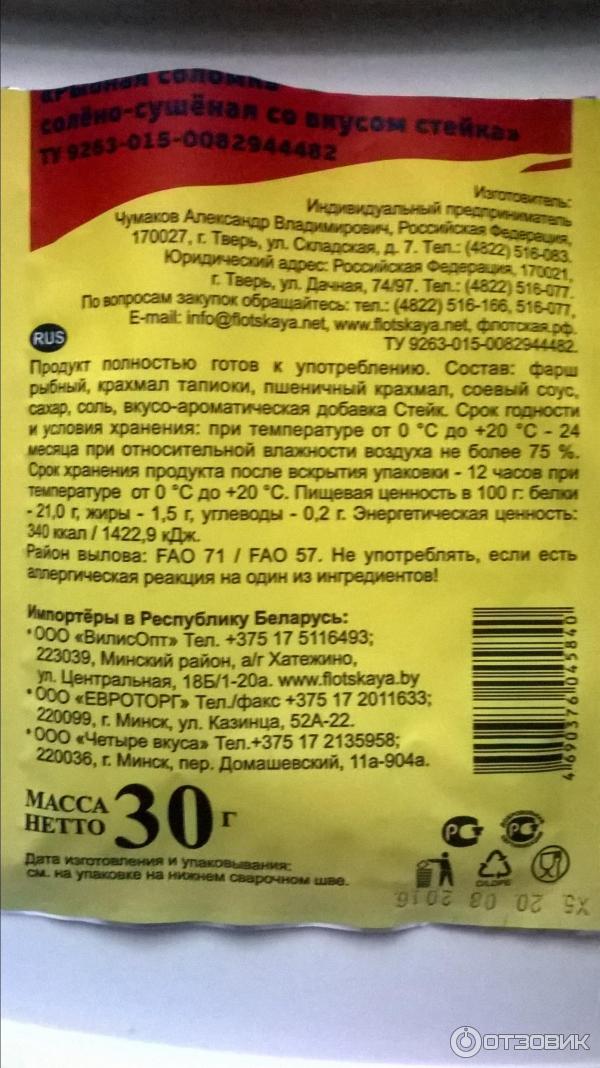 «Рыбная соломка
солёно-сушёная со вкусом стейка»
ТУ 9263-015-0082944482
Изготовитель:
Индивидуальный предприниматель
Чумаков Александр Владимирович, Российская Федерация,
170027, г. Тверь, ул. Складская, д. 7. Тел.: (4822) 516-083.
Юридический адрес: Российская Федерация, 170021,
г. Тверь, ул. Дачная, 74/97. Тел.: (4822) 516-077.
По вопросам закупок обращайтесь: тел.: (4822) 516-166, 516-077,
E-mail: info@flotskaya.net, www.flotskaya.net, флотская.рф.
ТУ 9263-015-0082944482.
RUS
Продукт полностью готов к употреблению. Состав: фарш
рыбный, крахмал тапиоки, пшеничный крахмал, соевый соус,
сахар, соль, вкусо-ароматическая добавка Стейк. Срок годности
и условия хранения: при температуре от 0 °C до +20 °C - 24
месяца при относительной влажности воздуха не более 75 %.
Срок хранения продукта после вскрытия упаковки - 12 часов при
температуре от 0 °C до +20 °C. Пищевая ценность в 100 г: белки
- 21,0 г, жиры - 1,5 г, углеводы - 0,2 г. Энергетическая ценность:
340 ккал / 1422,9 кДж.
Район вылова: FAO 71 / FAO 57. Не употреблять, если есть
аллергическая реакция на один из ингредиентов!
Импортёры в Республику Беларусь:
•ООО «ВилисОпт» Тел. +375 17 5116493;
223039, Минский район, а/г Хатежино,
ул. Центральная, 18Б/1-20а. www.flotskaya.by
•ООО «ЕВРОТОРГ» Тел./факс +375 17 2011633;
220099, г. Минск, ул. Казинца, 52А-22.
•ООО «Четыре вкуса» Тел.+375 17 2135958;
220036, г. Минск, пер. Домашевский, 11а-904а.
4 690376 045840
МАССА
НЕТТО 30 г
Дата изготовления и упаковывания:
см. на упаковке на нижнем сварочном шве.
C/LDPE
X5 20 08 2016
ОТЗОВИК